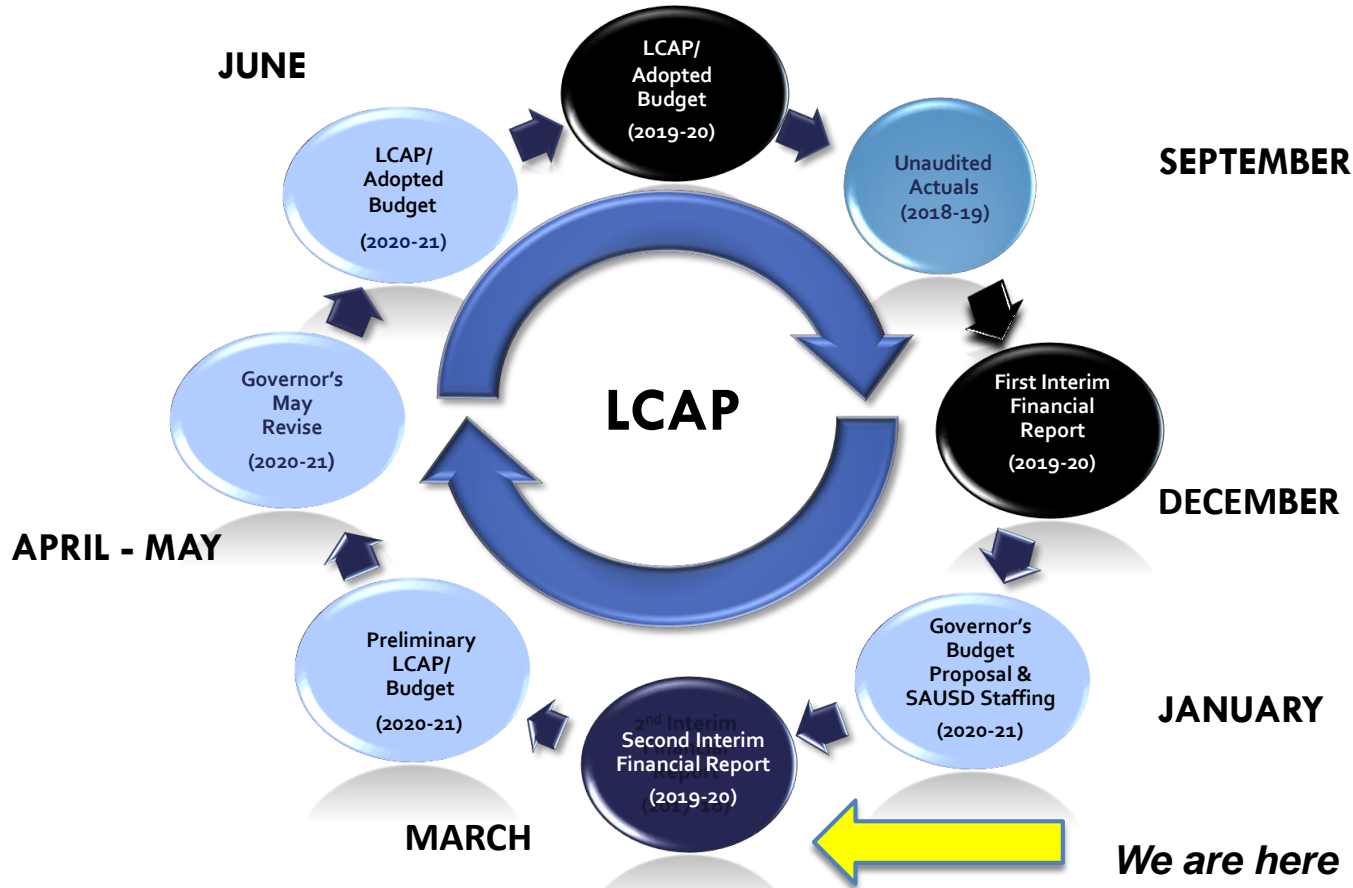 JUNE
LCAP/
Adopted
Budget
(2019-20)
LCAP/
Adopted
Budget
(2020-21)
Unaudited
Actuals
(2018-19)
SEPTEMBER
Governor's
May
Revise
(2020-21)
LCAP
First Interim
Financial
Report
(2019-20)
DECEMBER
APRIL - MAY
Preliminary
LCAP/
Budget
(2020-21)
Governor's
Budget
Proposal &
SAUSD Staffing
(2020-21)
JANUARY
2nd Interim
Second Interim
Financial Report
(2019-20)
MARCH
We are here